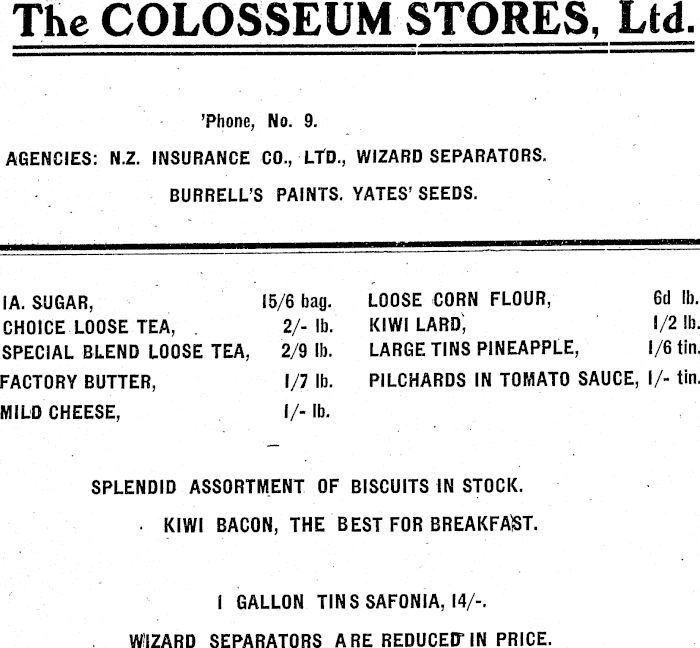 The COLOSSEUM STORES, Ltd.
'Phone, No. 9.
AGENCIES: N.Z. INSURANCE CO., LTD., WIZARD SEPARATORS.
BURRELL'S PAINTS. YATES' SEEDS.
IA. SUGAR, 15/6 bag. LOOSE CORN FLOUR, 6d lb.
CHOICE LOOSE TEA, 2/- lb. KIWI LARD, 1/2 lb.
SPECIAL BLEND LOOSE TEA, 2/9 lb. LARGE TINS PINEAPPLE, 1/6 tin.
FACTORY BUTTER, 1/7 lb. PILCHARDS IN TOMATO SAUCE, 1/- tin.
MILD CHEESE, 1/- lb.
SPLENDID ASSORTMENT OF BISCUITS IN STOCK.
KIWI BACON, THE BEST FOR BREAKFAST.
1 GALLON TINS SAFONIA, 14/-.
WIZARD SEPARATORS ARE REDUCED IN PRICE.